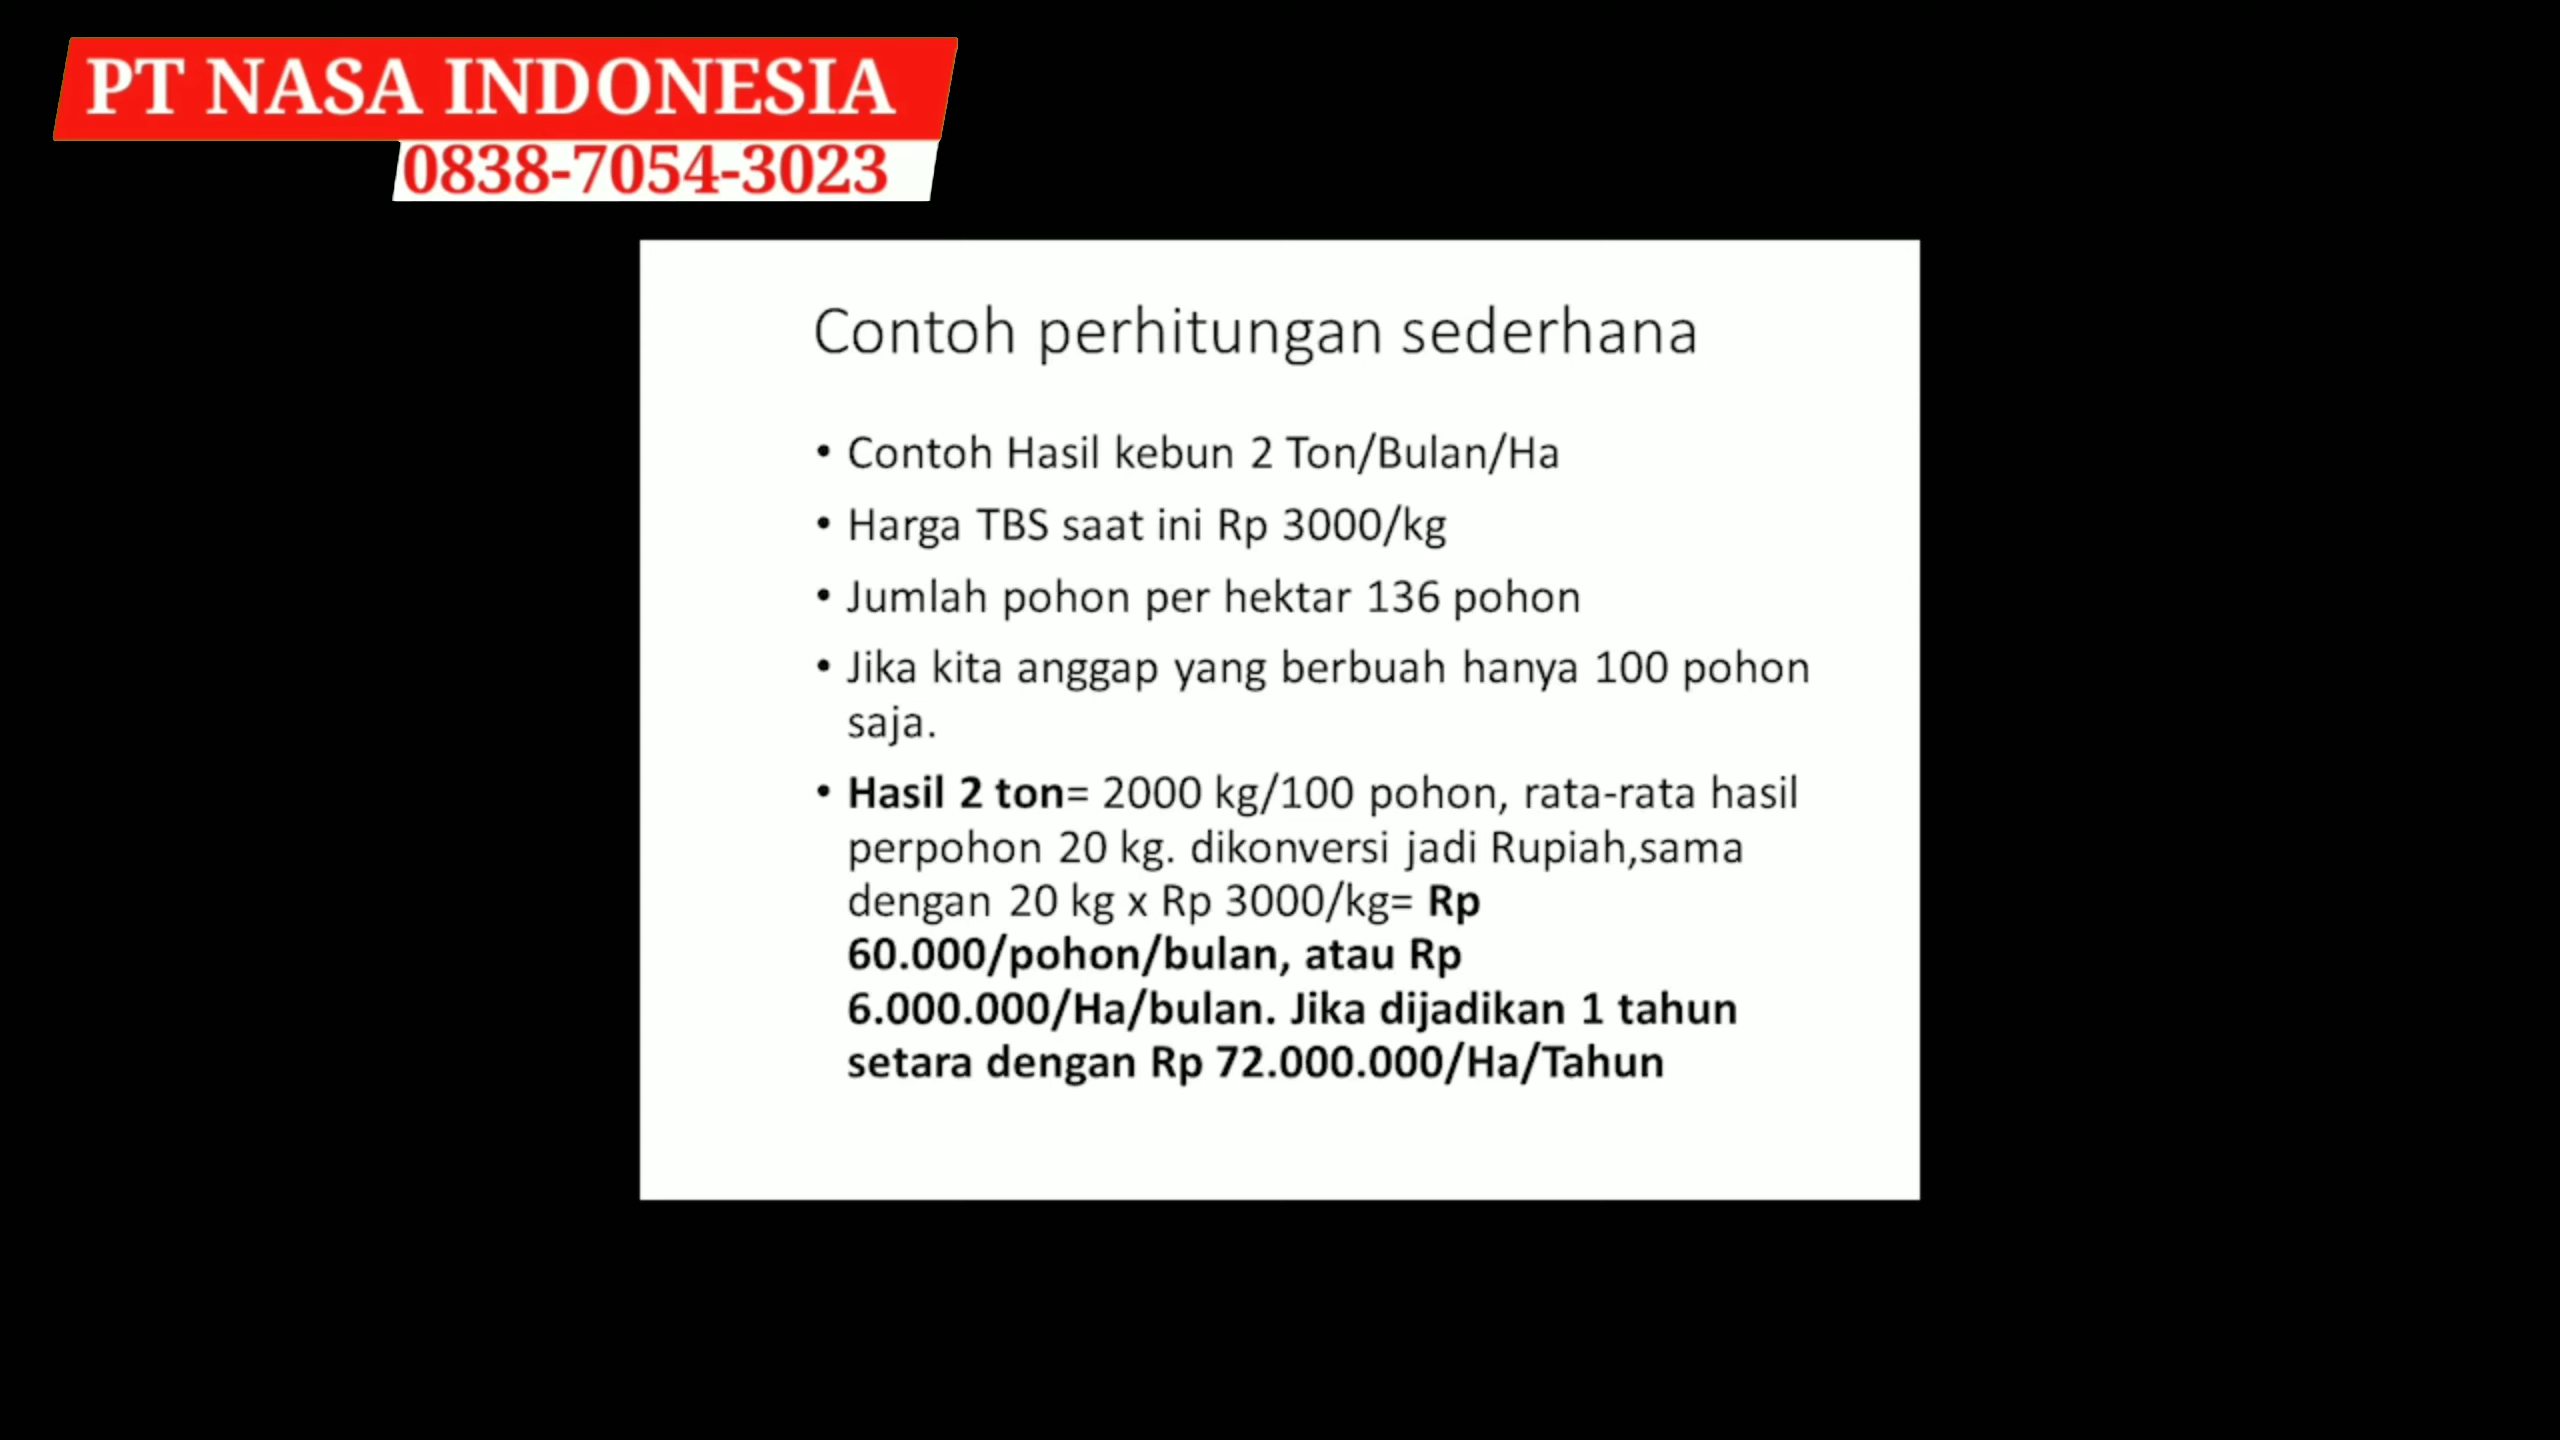 PT NASA INDONESIA
0838-7054-3023
Contoh perhitungan sederhana
• Contoh Hasil kebun 2 Ton/Bulan/Ha
• Harga TBS saat ini Rp 3000/kg
• Jumlah pohon per hektar 136 pohon
• Jika kita anggap yang berbuah hanya 100 pohon
saja.
• Hasil 2 ton= 2000 kg/100 pohon, rata-rata hasil
perpohon 20 kg. dikonversi jadi Rupiah,sama
dengan 20 kg x Rp 3000/kg= Rp
60.000/pohon/bulan, atau Rp
6.000.000/Ha/bulan. Jika dijadikan 1 tahun
setara dengan Rp 72.000.000/Ha/Tahun